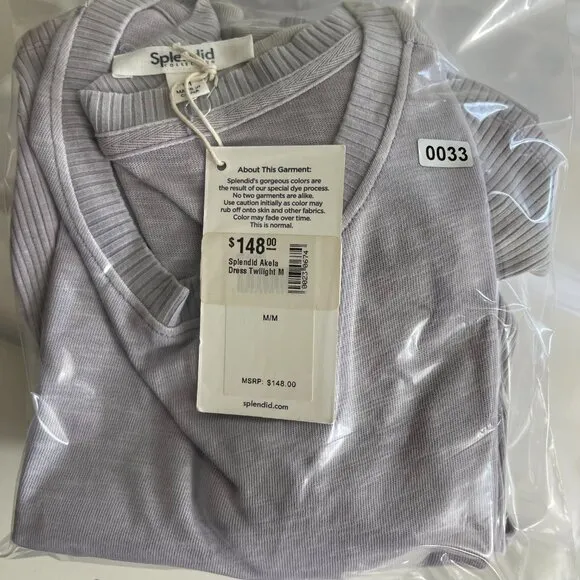 Splendid
COLLECTION
M
0033
About This Garment:
Splendid's gorgeous colors are
the result of our special dye process.
No two garments are alike.
Use caution initially as color may
rub off onto skin and other fabrics.
Color may fade over time.
This is normal.
$148.00
Splendid Akela
Dress Twilight M
00230674
M/M
MSRP: $148.00
splendid.com